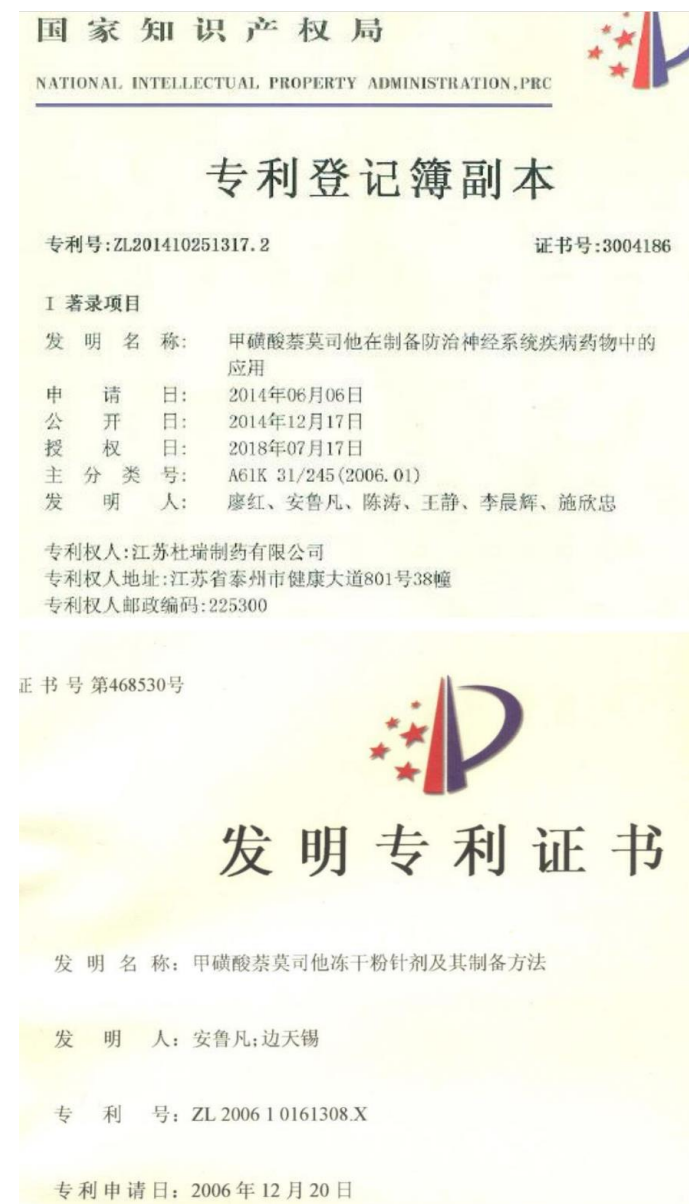 国家知识产权局
NATIONAL INTELLECTUAL PROPERTY ADMINISTRATION,PRC
专利登记簿副本
专利号:ZL201410251317.2 证书号:3004186
I 著录项目
发明名称: 甲磺酸萘莫司他在制备防治神经系统疾病药物中的
应用
申请日: 2014年06月06日
公开日: 2014年12月17日
授权日: 2018年07月17日
主分类号: A61K 31/245(2006.01)
发明人: 廖红、安鲁凡、陈涛、王静、李晨辉、施欣忠
专利权人:江苏杜瑞制药有限公司
专利权人地址:江苏省泰州市健康大道801号38幢
专利权人邮政编码:225300
证书号第468530号
发明专利证书
发明名称: 甲磺酸萘莫司他冻干粉针剂及其制备方法
发明人: 安鲁凡;边天锡
专利号: ZL 2006 1 0161308.X
专利申请日: 2006年12月20日